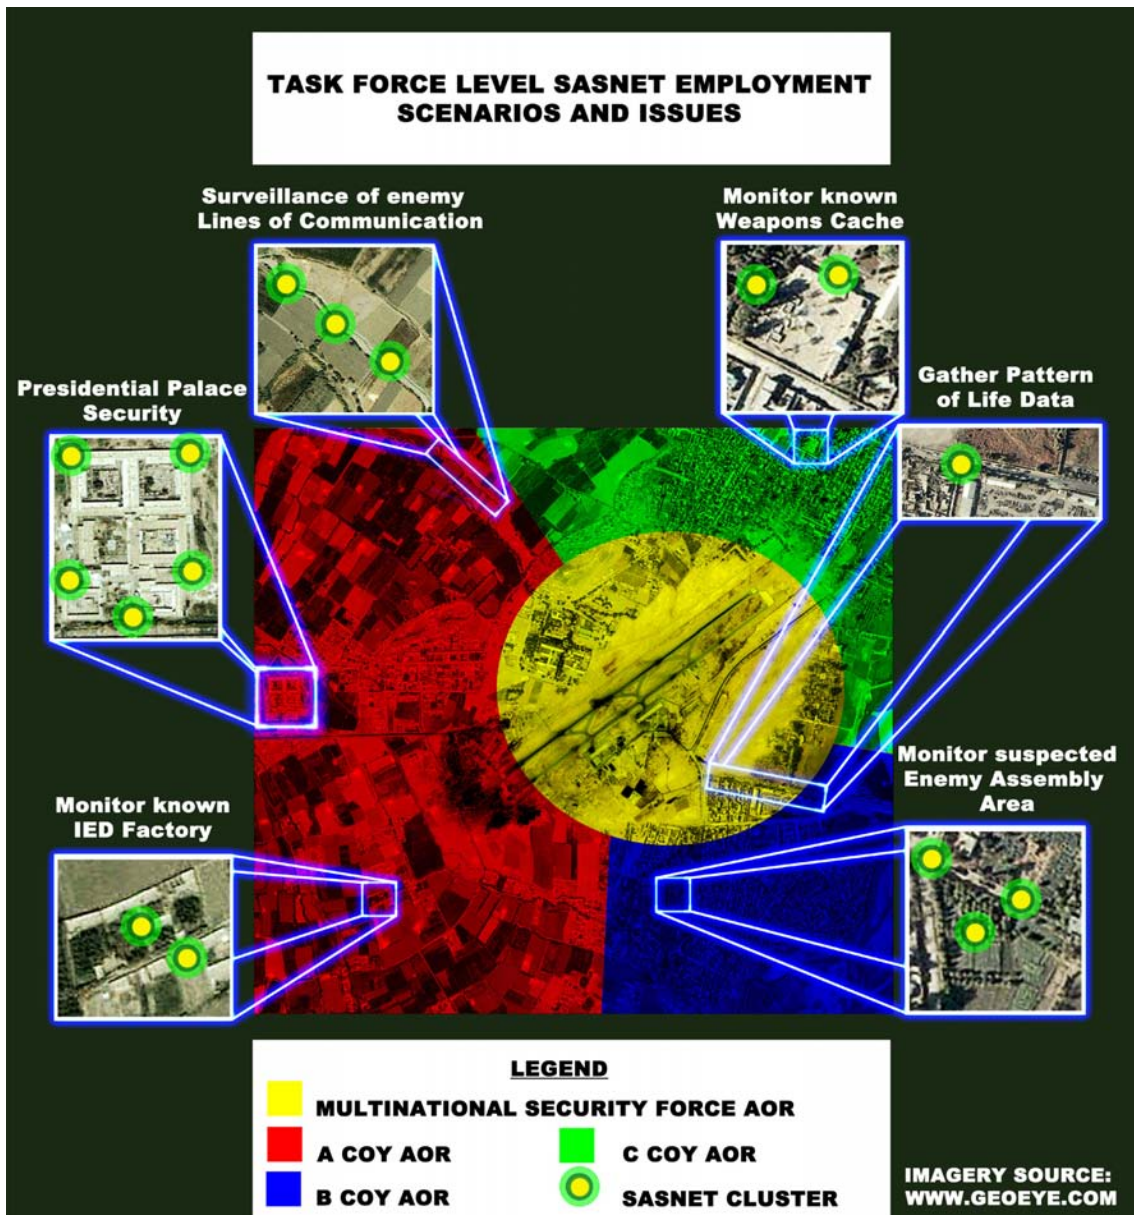 TASK FORCE LEVEL SASNET EMPLOYMENT
SCENARIOS AND ISSUES
Surveillance of enemy
Lines of Communication
Monitor known
Weapons Cache
Presidential Palace
Security
Gather Pattern
of Life Data
Monitor known
IED Factory
Monitor suspected
Enemy Assembly
Area
LEGEND
MULTINATIONAL SECURITY FORCE AOR
A COY AOR
C COY AOR
B COY AOR
SASNET CLUSTER
IMAGERY SOURCE:
WWW.GEOEYE.COM